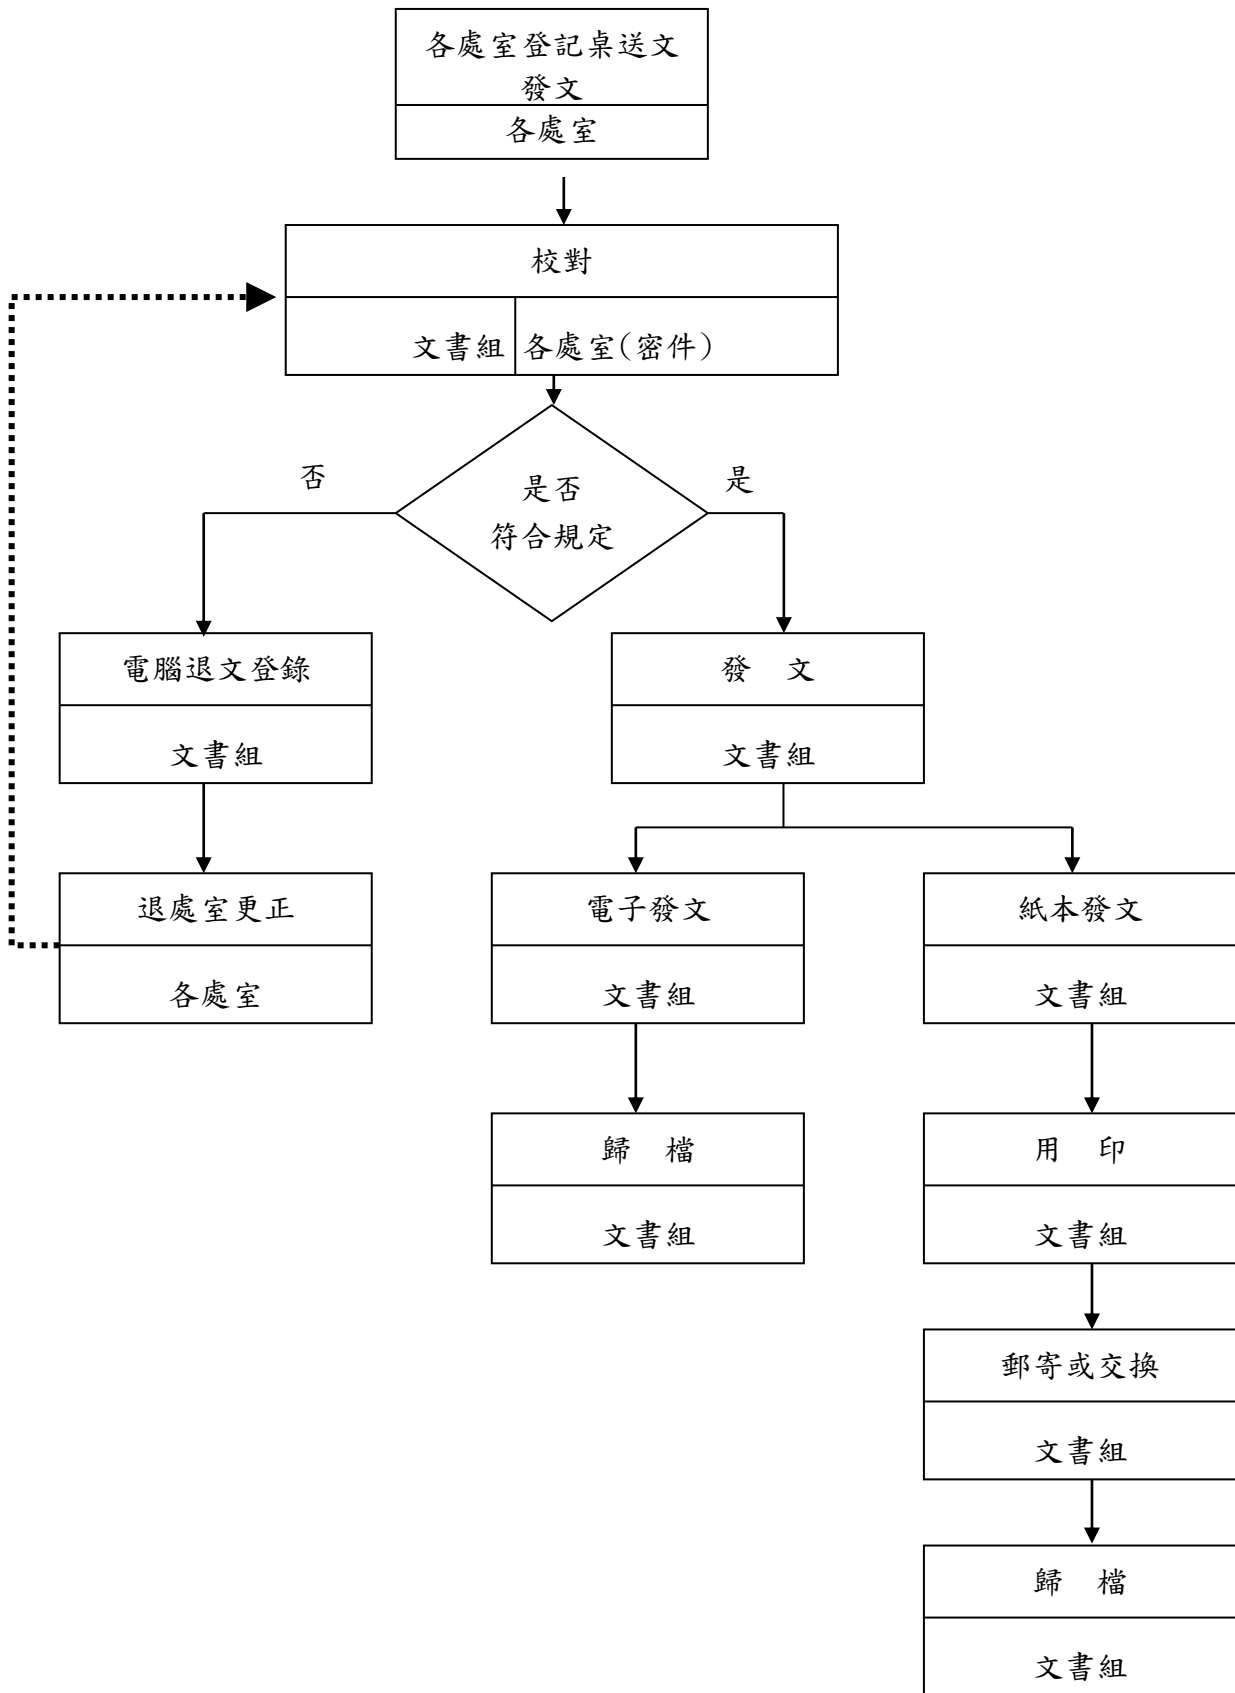 各處室登記桌送文
發文
各處室
校對
文書組 各處室(密件)
否
是
是否
符合規定
電腦退文登錄
文書組
發　文
文書組
退處室更正
各處室
電子發文
文書組
紙本發文
文書組
歸　檔
文書組
用　印
文書組
郵寄或交換
文書組
歸　檔
文書組